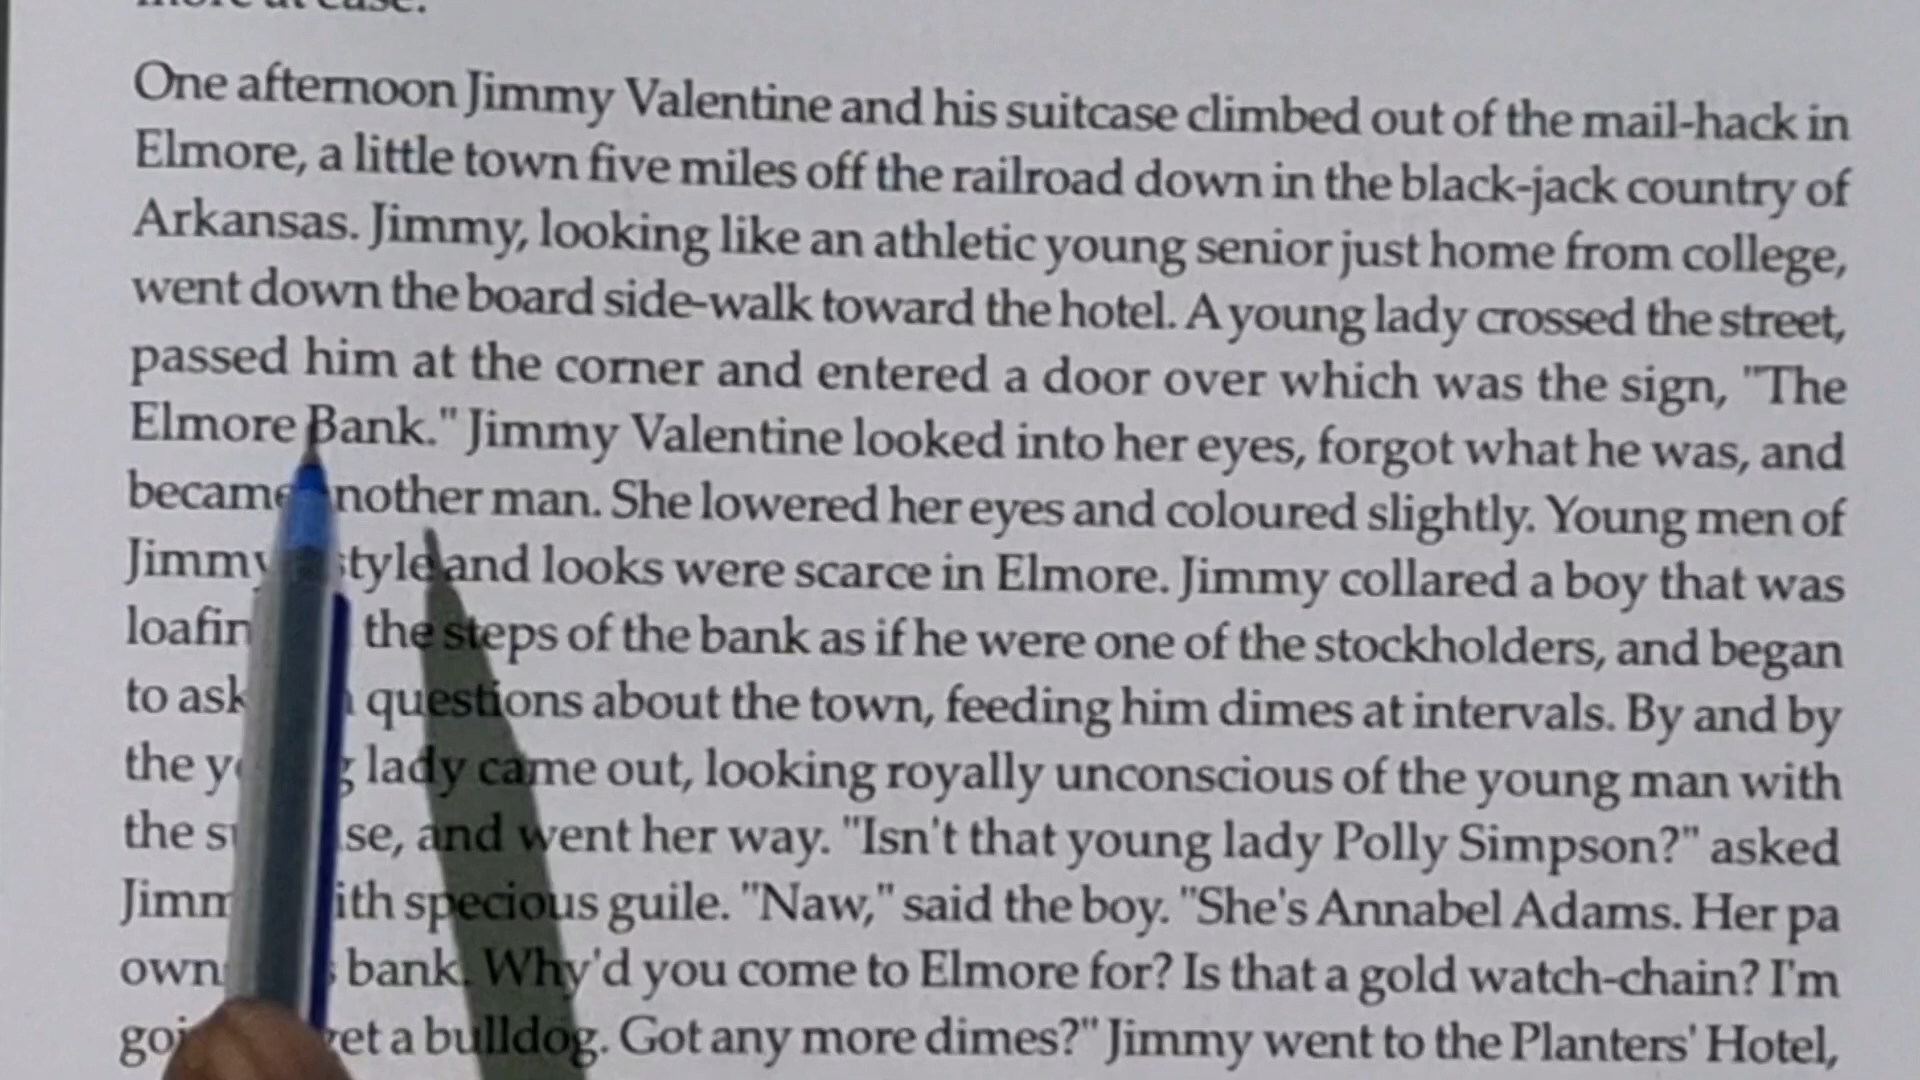 more at ease.
One afternoon Jimmy Valentine and his suitcase climbed out of the mail-hack in
Elmore, a little town five miles off the railroad down in the black-jack country of
Arkansas. Jimmy, looking like an athletic young senior just home from college,
went down the board side-walk toward the hotel. A young lady crossed the street,
passed him at the corner and entered a door over which was the sign, "The
Elmore Bank." Jimmy Valentine looked into her eyes, forgot what he was, and
became another man. She lowered her eyes and coloured slightly. Young men of
Jimmy style and looks were scarce in Elmore. Jimmy collared a boy that was
the steps of the bank as if he were one of the stockholders, and began
to ask questions about the town, feeding him dimes at intervals. By and by
the lady came out, looking royally unconscious of the young man with
the and went her way. "Isn't that young lady Polly Simpson?" asked
specious guile. "Naw," said the boy. "She's Annabel Adams. Her pa
bank. Why'd you come to Elmore for? Is that a gold watch-chain? I'm
a bulldog. Got any more dimes?" Jimmy went to the Planters' Hotel,